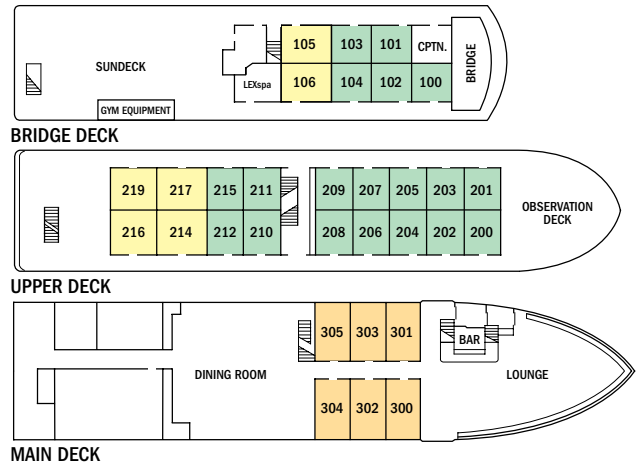 105 103 101 CPTN.
SUNDECK
BRIDGE
LEXspa 106 104 102 100
GYM EQUIPMENT
BRIDGE DECK
219 217 215 211 209 207 205 203 201
OBSERVATION
DECK
216 214 212 210 208 206 204 202 200
UPPER DECK
305 303 301
BAR
DINING ROOM
LOUNGE
304 302 300
MAIN DECK